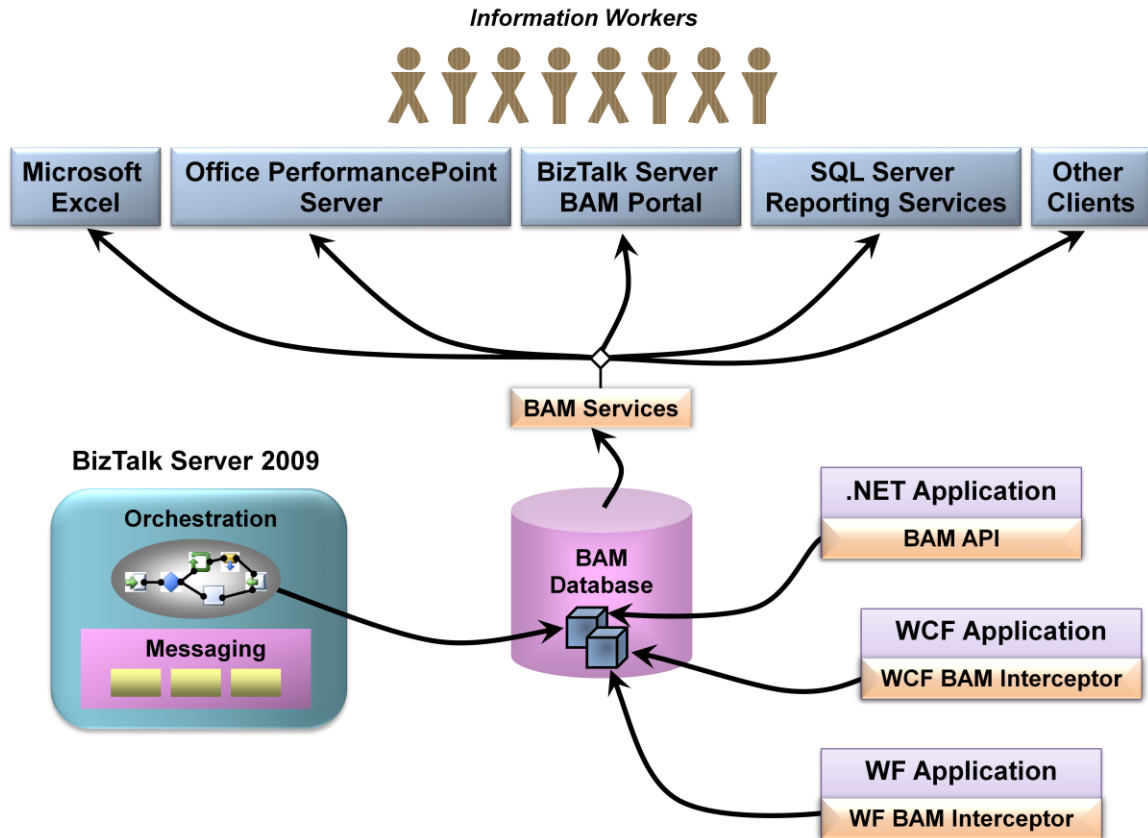 Information Workers
Microsoft
Excel
Office PerformancePoint
Server
BizTalk Server
BAM Portal
SQL Server
Reporting Services
Other
Clients
BAM Services
BizTalk Server 2009
Orchestration
Messaging
BAM
Database
.NET Application
BAM API
WCF Application
WCF BAM Interceptor
WF Application
WF BAM Interceptor